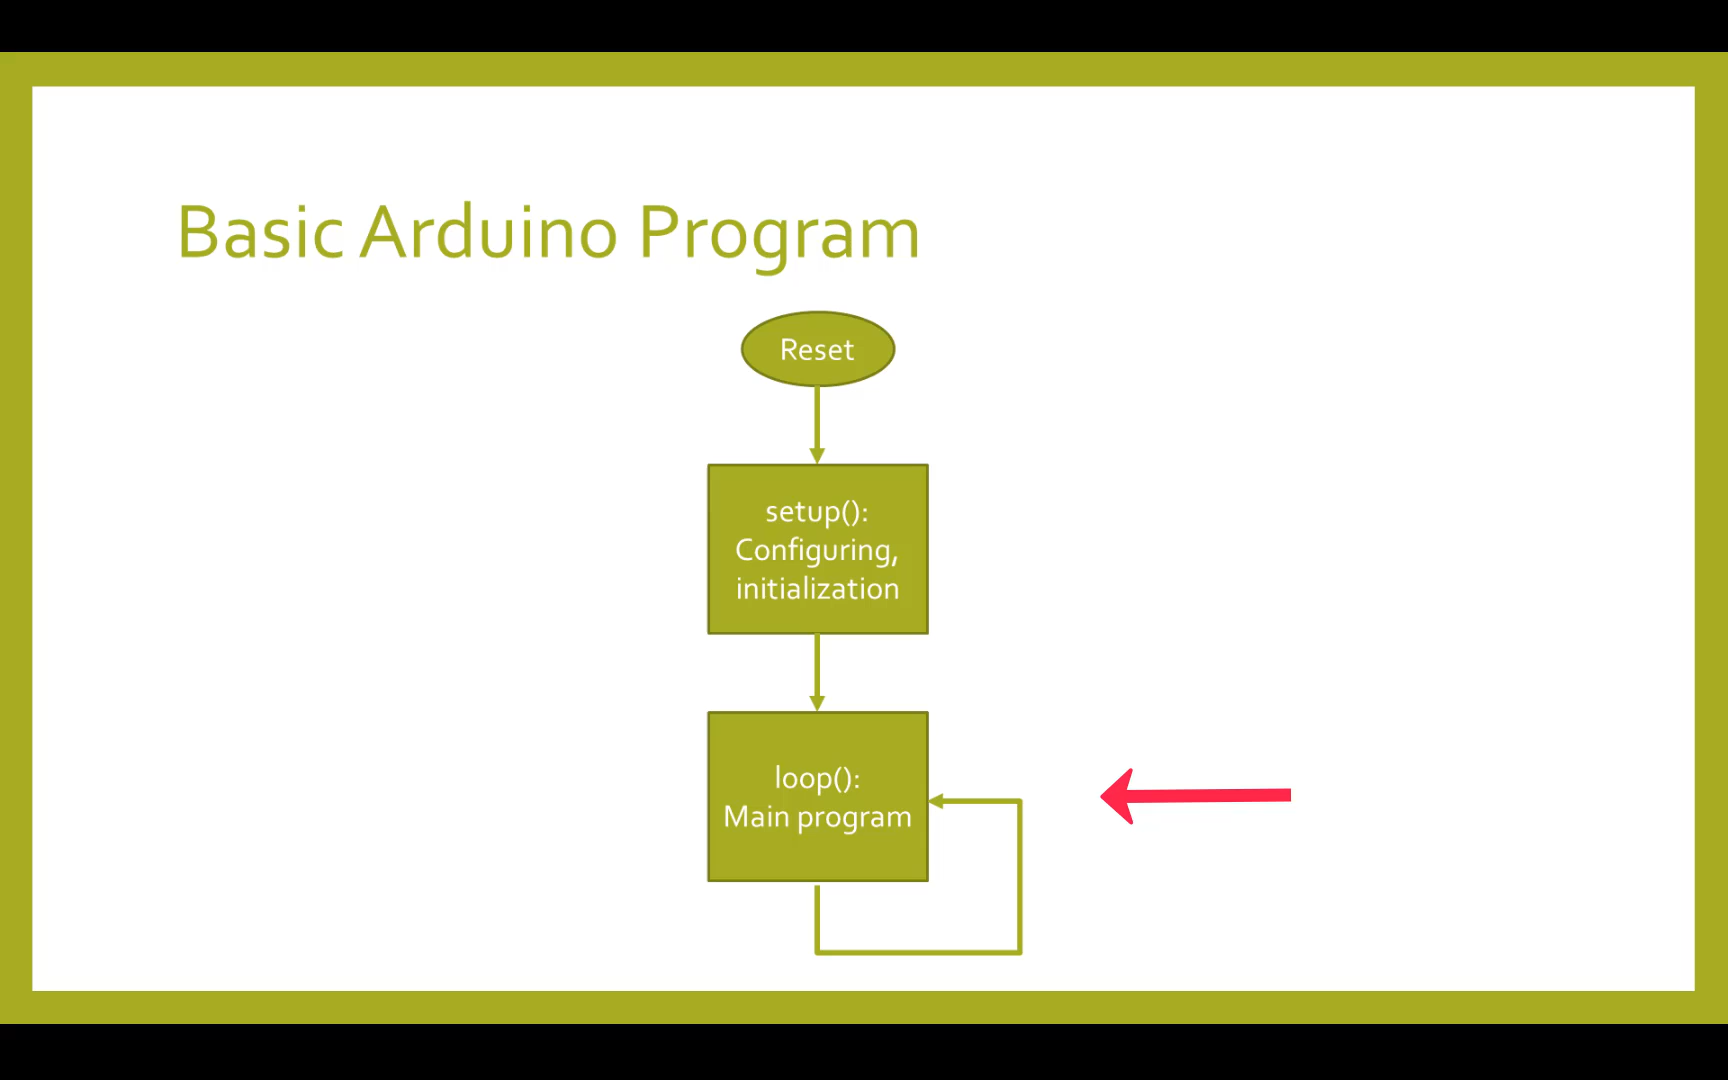 Basic Arduino Program
Reset
setup():
Configuring,
initialization
loop():
Main program